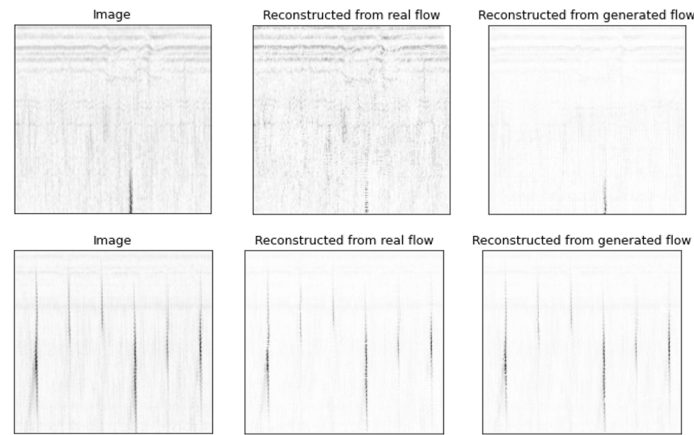 Image
Reconstructed from real flow
Reconstructed from generated flow
Image
Reconstructed from real flow
Reconstructed from generated flow